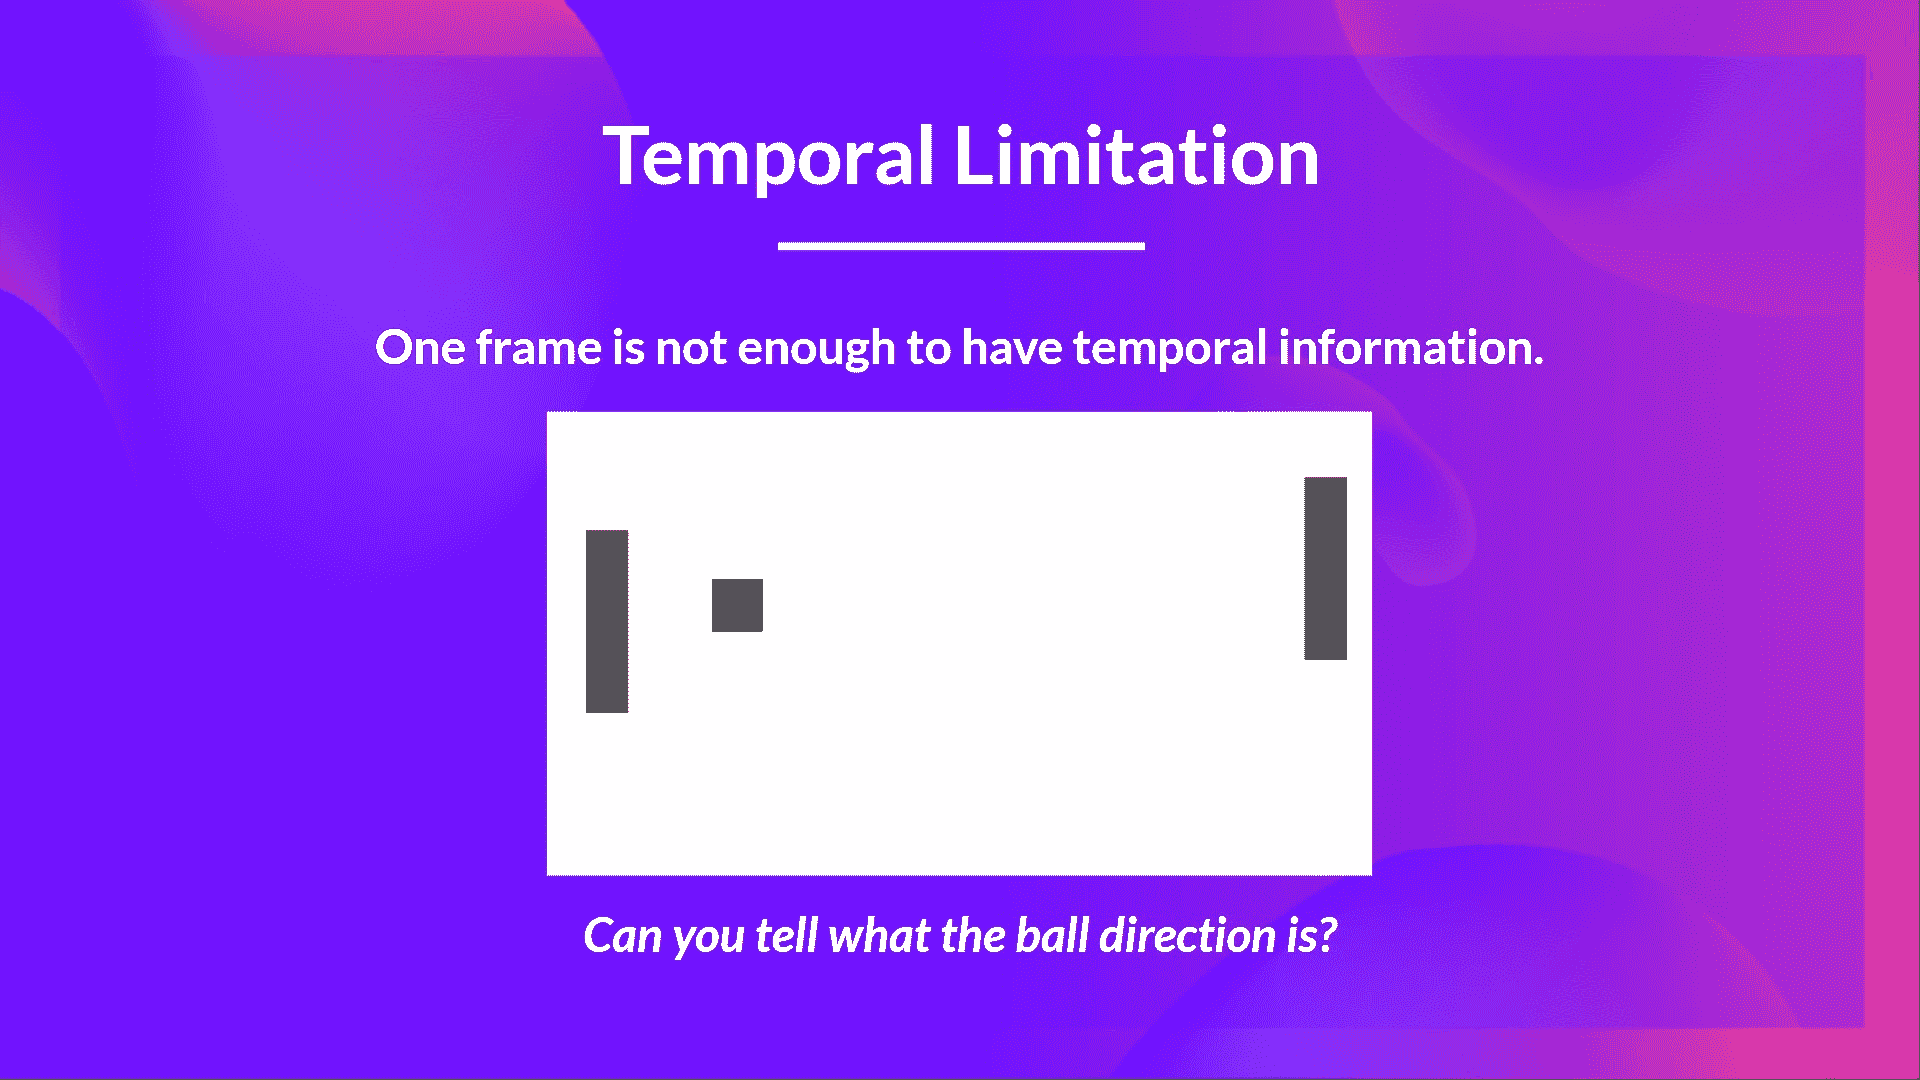 Temporal Limitation
One frame is not enough to have temporal information.
Can you tell what the ball direction is?